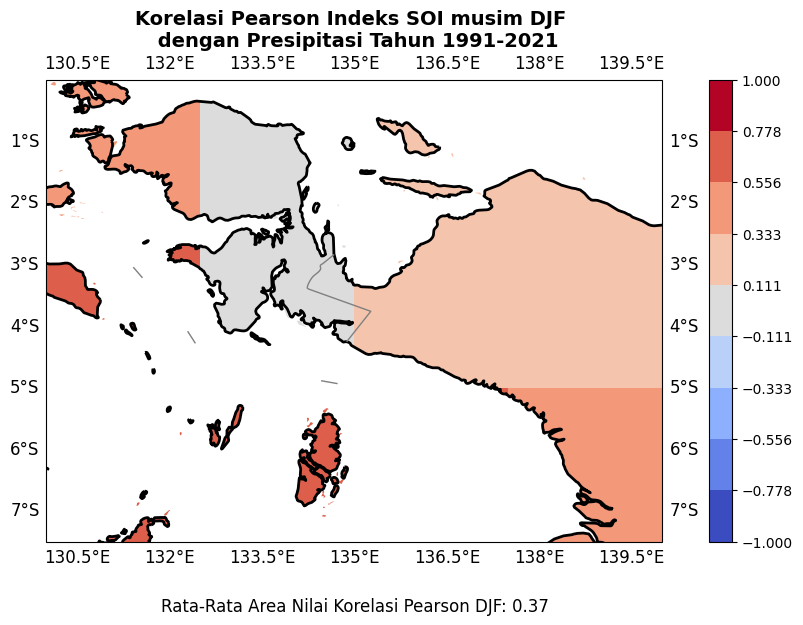 Korelasi Pearson Indeks SOI musim DJF
dengan Presipitasi Tahun 1991-2021
130.5°E 132°E 133.5°E 135°E 136.5°E 138°E 139.5°E
1.000
0.778
0.556
0.333
0.111
−0.111
−0.333
−0.556
−0.778
−1.000
1°S 1°S
2°S 2°S
3°S 3°S
4°S 4°S
5°S 5°S
6°S 6°S
7°S 7°S
130.5°E 132°E 133.5°E 135°E 136.5°E 138°E 139.5°E
Rata-Rata Area Nilai Korelasi Pearson DJF: 0.37